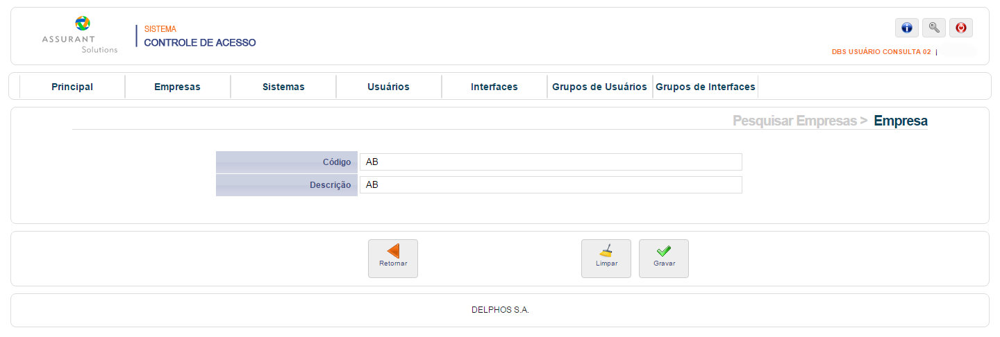 ASSURANT
Solutions
SISTEMA
CONTROLE DE ACESSO
DBS USUÁRIO CONSULTA 02 |
Principal Empresas Sistemas Usuários Interfaces Grupos de Usuários Grupos de Interfaces
Pesquisar Empresas > Empresa
Código AB
Descrição AB
Retornar Limpar Gravar
DELPHOS S.A.